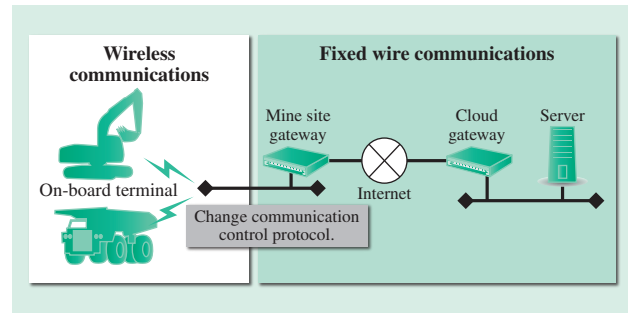 Wireless
communications
Fixed wire communications
Mine site
gateway
Cloud
gateway
Server
On-board terminal
Internet
Change communication
control protocol.